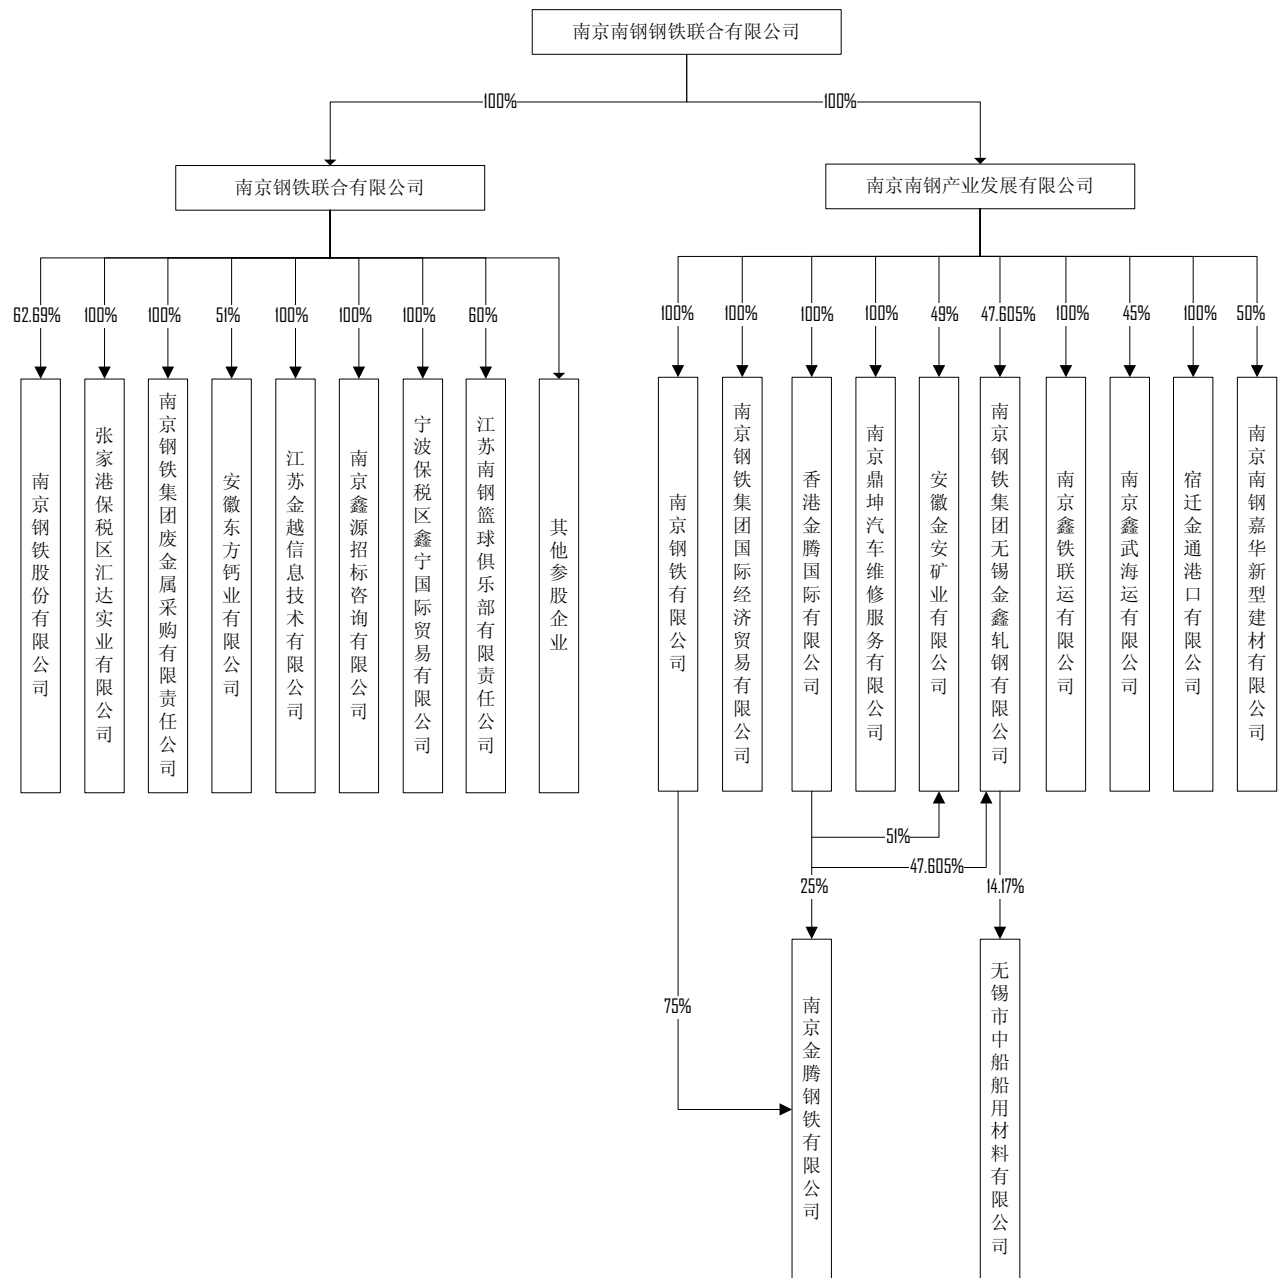 南京南钢钢铁联合有限公司
100%
100%
南京钢铁联合有限公司
南京南钢产业发展有限公司
62.69%
100%
100%
51%
100%
100%
100%
60%
100%
100%
100%
100%
49%
47.605%
100%
45%
100%
50%
南京钢铁股份有限公司
张家港保税区汇达实业有限公司
南京钢铁集团废金属采购有限责任公司
安徽东方钙业有限公司
江苏金越信息技术有限公司
南京鑫源招标咨询有限公司
宁波保税区鑫宁国际贸易有限公司
江苏南钢篮球俱乐部有限责任公司
其他参股企业
南京钢铁有限公司
南京钢铁集团国际经济贸易有限公司
香港金腾国际有限公司
南京鼎坤汽车维修服务有限公司
安徽金安矿业有限公司
南京钢铁集团无锡金鑫轧钢有限公司
南京鑫铁联运有限公司
南京鑫武海运有限公司
宿迁金通港口有限公司
南京南钢嘉华新型建材有限公司
51%
47.605%
25%
14.17%
75%
南京金腾钢铁有限公司
无锡市中船船用材料有限公司